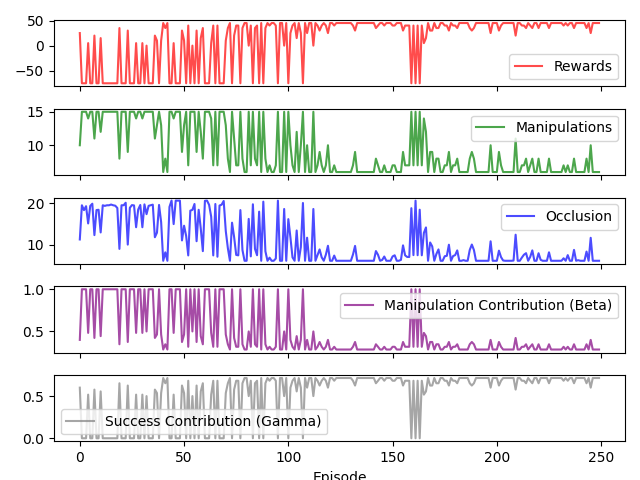 50
0
−50
Rewards
15
10
Manipulations
20
10
Occlusion
1.0
0.5
Manipulation Contribution (Beta)
0.5
0.0
Success Contribution (Gamma)
0 50 100 150 200 250
Episode